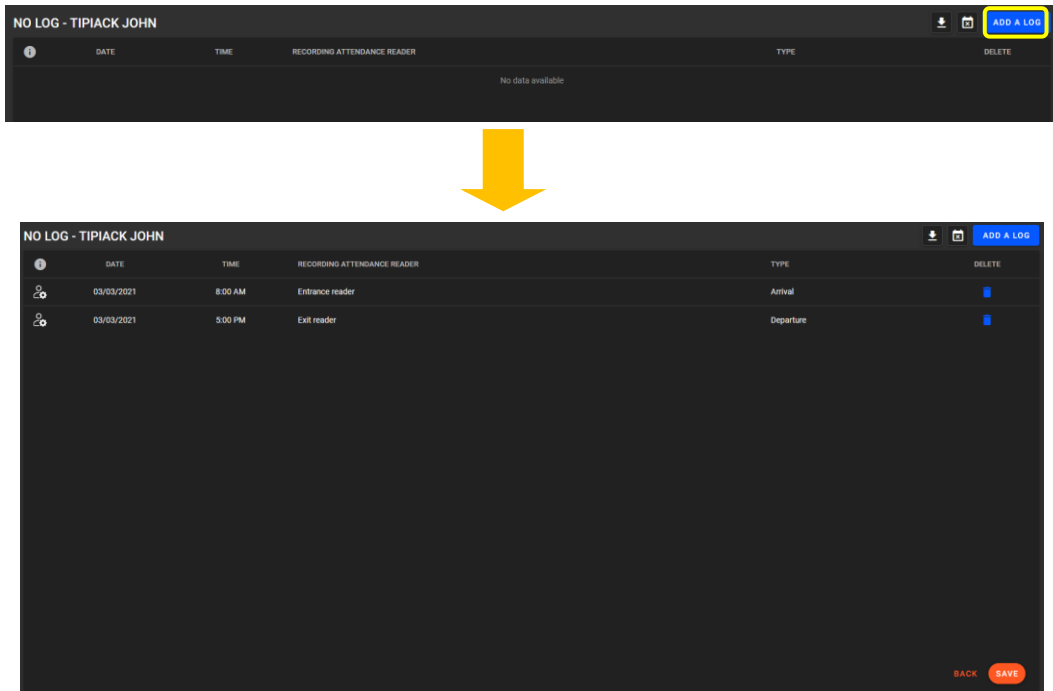 NO LOG - TIPIACK JOHN ADD A LOG
DATE TIME RECORDING ATTENDANCE READER TYPE DELETE
No data available
NO LOG - TIPIACK JOHN ADD A LOG
DATE TIME RECORDING ATTENDANCE READER TYPE DELETE
03/03/2021 8:00 AM Entrance reader Arrival
03/03/2021 5:00 PM Exit reader Departure
BACK SAVE